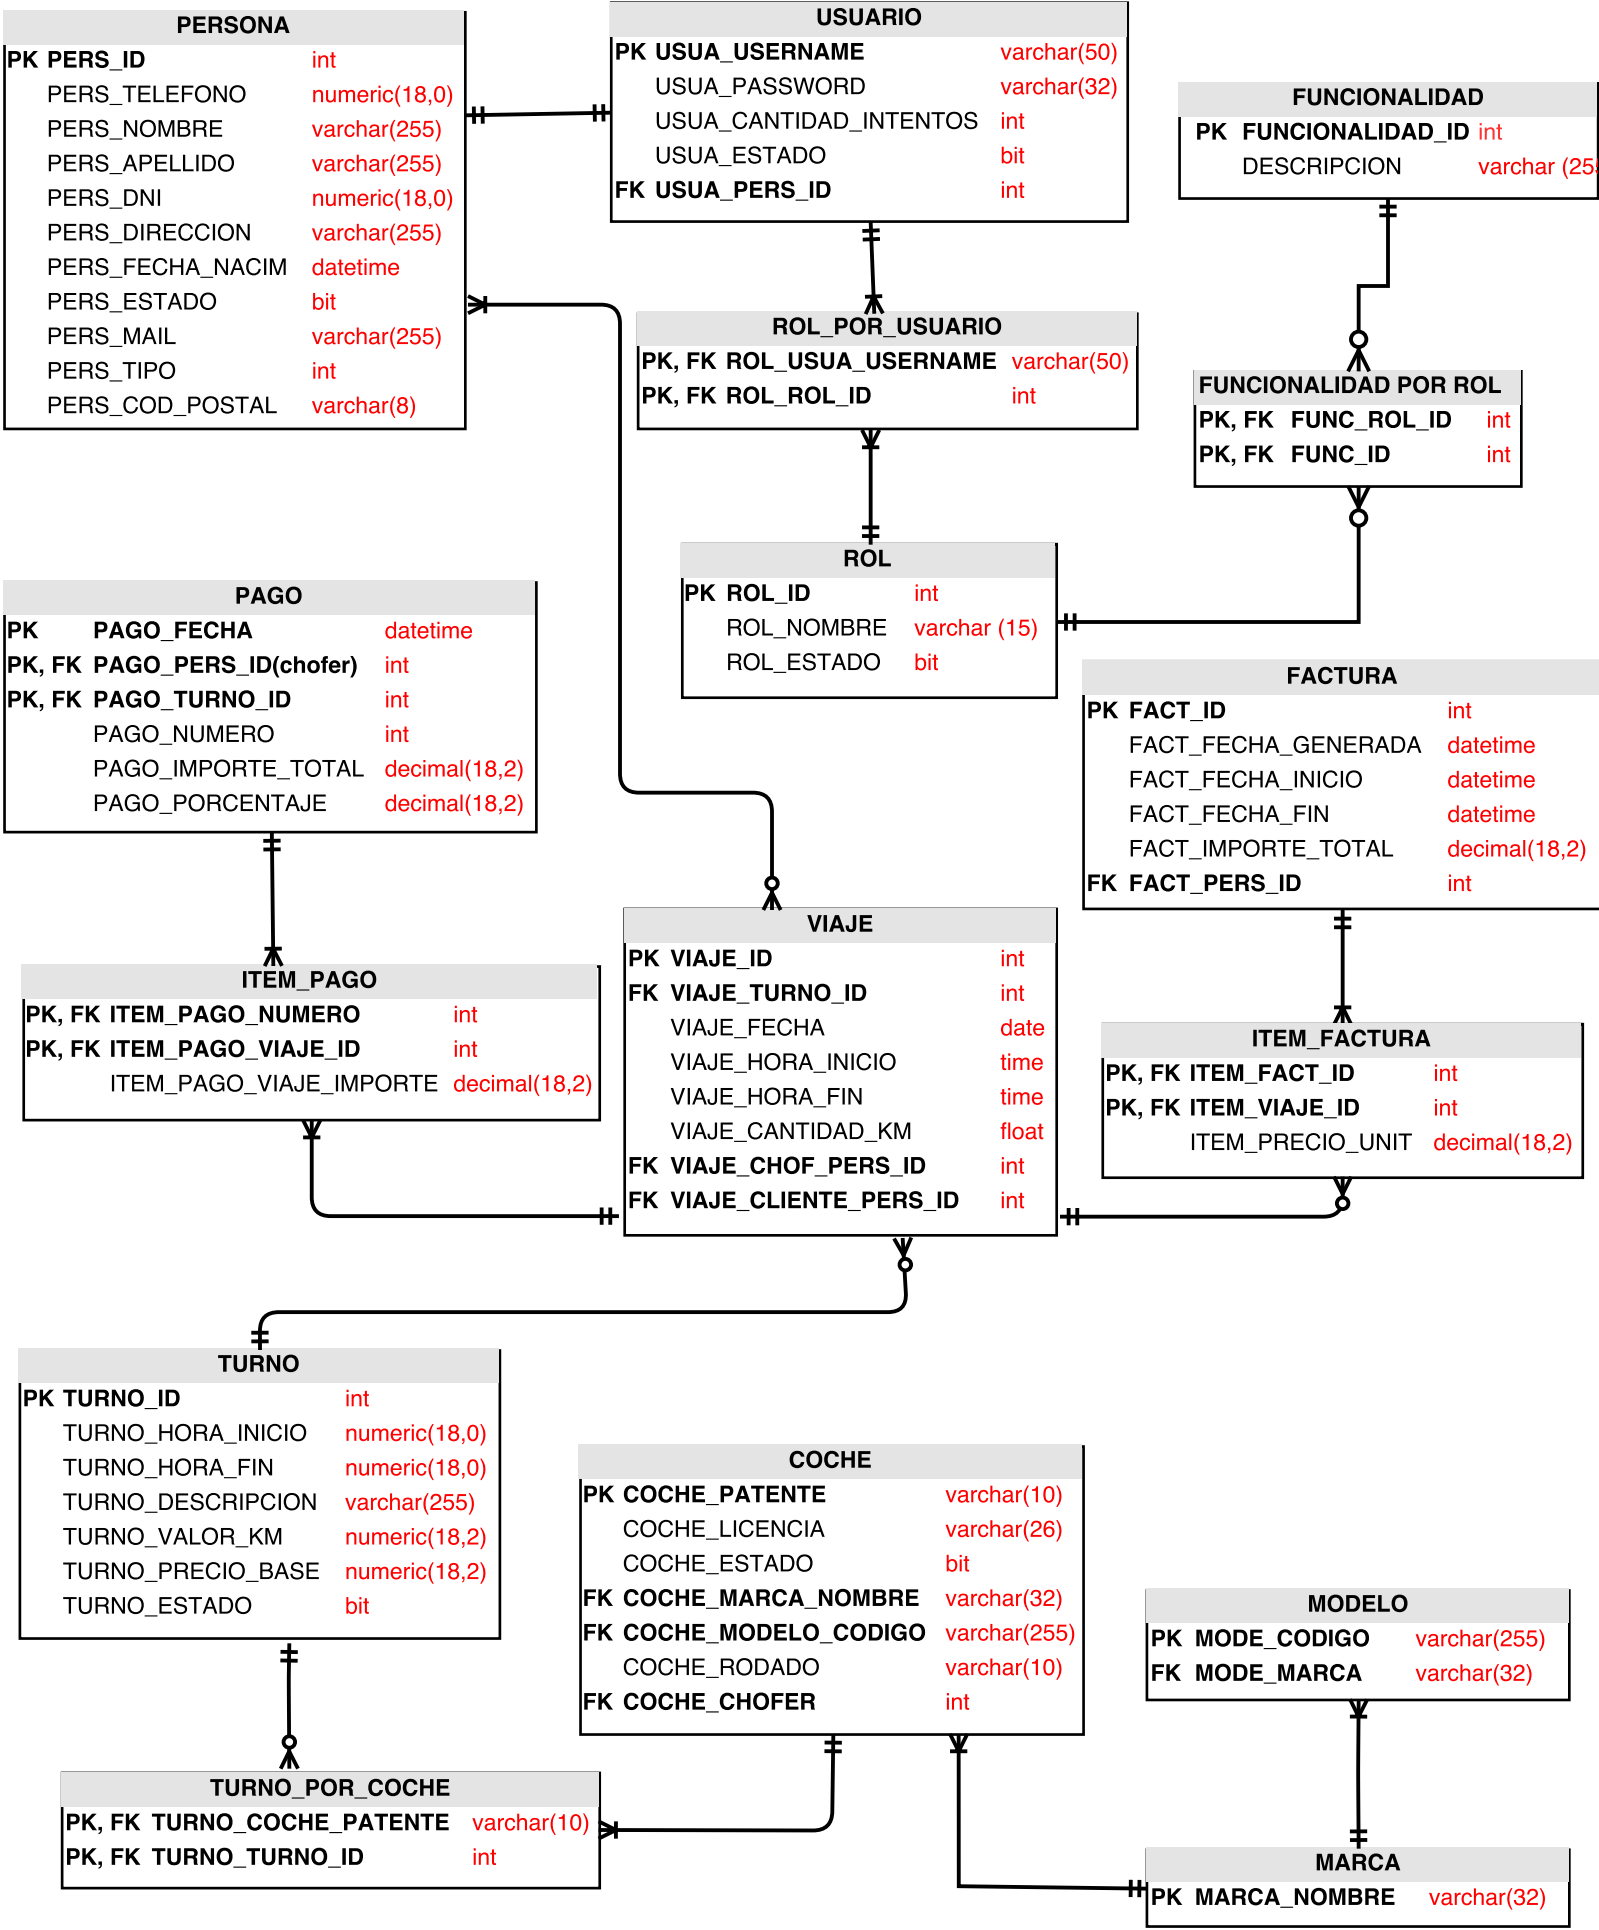 PERSONA
PK PERS_ID int
PERS_TELEFONO numeric(18,0)
PERS_NOMBRE varchar(255)
PERS_APELLIDO varchar(255)
PERS_DNI numeric(18,0)
PERS_DIRECCION varchar(255)
PERS_FECHA_NACIM datetime
PERS_ESTADO bit
PERS_MAIL varchar(255)
PERS_TIPO int
PERS_COD_POSTAL varchar(8)
USUARIO
PK USUA_USERNAME varchar(50)
USUA_PASSWORD varchar(32)
USUA_CANTIDAD_INTENTOS int
USUA_ESTADO bit
FK USUA_PERS_ID int
FUNCIONALIDAD
PK FUNCIONALIDAD_ID int
DESCRIPCION varchar (25
ROL_POR_USUARIO
PK, FK ROL_USUA_USERNAME varchar(50)
PK, FK ROL_ROL_ID int
FUNCIONALIDAD POR ROL
PK, FK FUNC_ROL_ID int
PK, FK FUNC_ID int
ROL
PK ROL_ID int
ROL_NOMBRE varchar (15)
ROL_ESTADO bit
PAGO
PK PAGO_FECHA datetime
PK, FK PAGO_PERS_ID(chofer) int
PK, FK PAGO_TURNO_ID int
PAGO_NUMERO int
PAGO_IMPORTE_TOTAL decimal(18,2)
PAGO_PORCENTAJE decimal(18,2)
FACTURA
PK FACT_ID int
FACT_FECHA_GENERADA datetime
FACT_FECHA_INICIO datetime
FACT_FECHA_FIN datetime
FACT_IMPORTE_TOTAL decimal(18,2)
FK FACT_PERS_ID int
VIAJE
PK VIAJE_ID int
FK VIAJE_TURNO_ID int
VIAJE_FECHA date
VIAJE_HORA_INICIO time
VIAJE_HORA_FIN time
VIAJE_CANTIDAD_KM float
FK VIAJE_CHOF_PERS_ID int
FK VIAJE_CLIENTE_PERS_ID int
ITEM_PAGO
PK, FK ITEM_PAGO_NUMERO int
PK, FK ITEM_PAGO_VIAJE_ID int
ITEM_PAGO_VIAJE_IMPORTE decimal(18,2)
ITEM_FACTURA
PK, FK ITEM_FACT_ID int
PK, FK ITEM_VIAJE_ID int
ITEM_PRECIO_UNIT decimal(18,2)
TURNO
PK TURNO_ID int
TURNO_HORA_INICIO numeric(18,0)
TURNO_HORA_FIN numeric(18,0)
TURNO_DESCRIPCION varchar(255)
TURNO_VALOR_KM numeric(18,2)
TURNO_PRECIO_BASE numeric(18,2)
TURNO_ESTADO bit
COCHE
PK COCHE_PATENTE varchar(10)
COCHE_LICENCIA varchar(26)
COCHE_ESTADO bit
FK COCHE_MARCA_NOMBRE varchar(32)
FK COCHE_MODELO_CODIGO varchar(255)
COCHE_RODADO varchar(10)
FK COCHE_CHOFER int
MODELO
PK MODE_CODIGO varchar(255)
FK MODE_MARCA varchar(32)
TURNO_POR_COCHE
PK, FK TURNO_COCHE_PATENTE varchar(10)
PK, FK TURNO_TURNO_ID int
MARCA
PK MARCA_NOMBRE varchar(32)